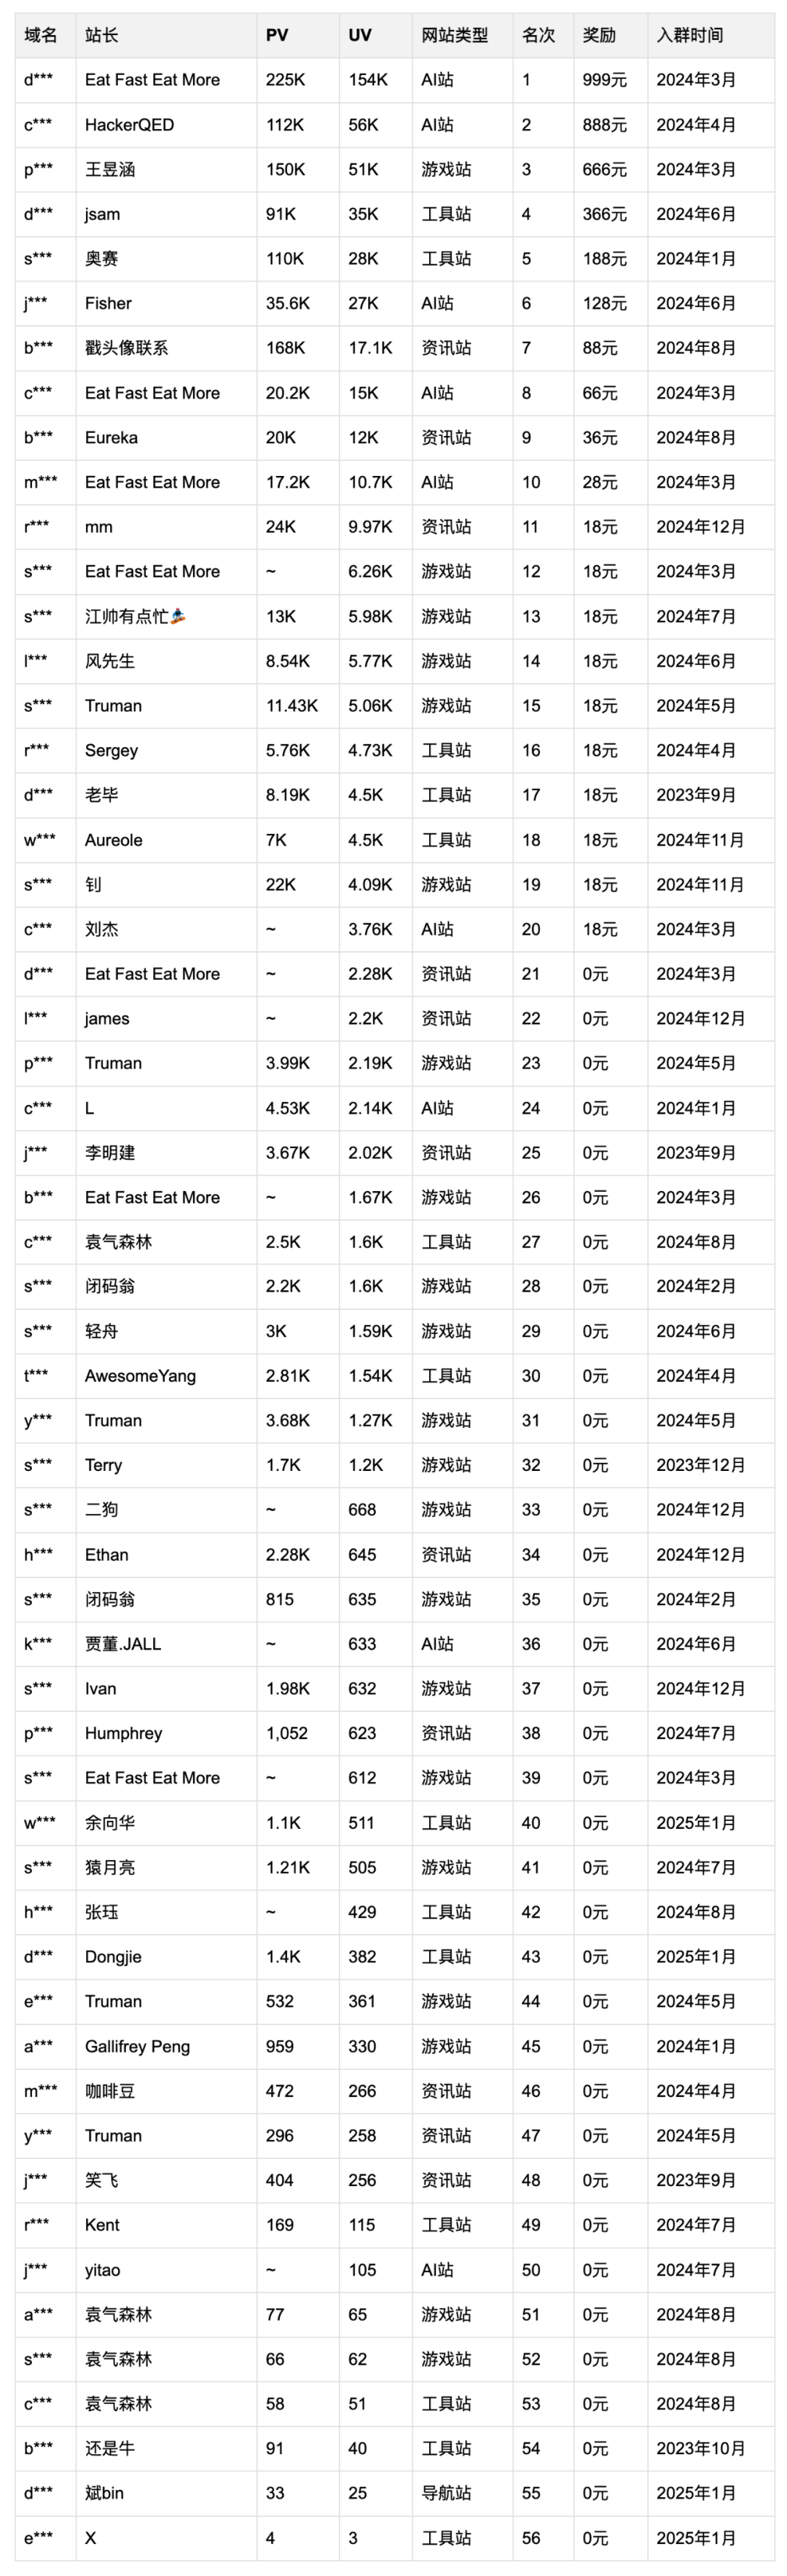 域名 站长 PV UV 网站类型 名次 奖励 入群时间
d*** Eat Fast Eat More 225K 154K AI站 1 999元 2024年3月
c*** HackerQED 112K 56K AI站 2 888元 2024年4月
p*** 王昱涵 150K 51K 游戏站 3 666元 2024年3月
d*** jsam 91K 35K 工具站 4 366元 2024年6月
s*** 奥赛 110K 28K 工具站 5 188元 2024年1月
j*** Fisher 35.6K 27K AI站 6 128元 2024年6月
b*** 戳头像联系 168K 17.1K 资讯站 7 88元 2024年8月
c*** Eat Fast Eat More 20.2K 15K AI站 8 66元 2024年3月
b*** Eureka 20K 12K 资讯站 9 36元 2024年8月
m*** Eat Fast Eat More 17.2K 10.7K AI站 10 28元 2024年3月
r*** mm 24K 9.97K 资讯站 11 18元 2024年12月
s*** Eat Fast Eat More ~ 6.26K 游戏站 12 18元 2024年3月
s*** 江帅有点忙🏂 13K 5.98K 游戏站 13 18元 2024年7月
l*** 风先生 8.54K 5.77K 游戏站 14 18元 2024年6月
s*** Truman 11.43K 5.06K 游戏站 15 18元 2024年5月
r*** Sergey 5.76K 4.73K 工具站 16 18元 2024年4月
d*** 老毕 8.19K 4.5K 工具站 17 18元 2023年9月
w*** Aureole 7K 4.5K 工具站 18 18元 2024年11月
s*** 钊 22K 4.09K 游戏站 19 18元 2024年11月
c*** 刘杰 ~ 3.76K AI站 20 18元 2024年3月
d*** Eat Fast Eat More ~ 2.28K 资讯站 21 0元 2024年3月
l*** james ~ 2.2K 资讯站 22 0元 2024年12月
p*** Truman 3.99K 2.19K 游戏站 23 0元 2024年5月
c*** L 4.53K 2.14K AI站 24 0元 2024年1月
j*** 李明建 3.67K 2.02K 资讯站 25 0元 2023年9月
b*** Eat Fast Eat More ~ 1.67K 游戏站 26 0元 2024年3月
c*** 袁气森林 2.5K 1.6K 工具站 27 0元 2024年8月
s*** 闭码翁 2.2K 1.6K 游戏站 28 0元 2024年2月
s*** 轻舟 3K 1.59K 游戏站 29 0元 2024年6月
t*** AwesomeYang 2.81K 1.54K 工具站 30 0元 2024年4月
y*** Truman 3.68K 1.27K 游戏站 31 0元 2024年5月
s*** Terry 1.7K 1.2K 游戏站 32 0元 2023年12月
s*** 二狗 ~ 668 游戏站 33 0元 2024年12月
h*** Ethan 2.28K 645 资讯站 34 0元 2024年12月
s*** 闭码翁 815 635 游戏站 35 0元 2024年2月
k*** 贾董.JALL ~ 633 AI站 36 0元 2024年6月
s*** Ivan 1.98K 632 游戏站 37 0元 2024年12月
p*** Humphrey 1,052 623 资讯站 38 0元 2024年7月
s*** Eat Fast Eat More ~ 612 游戏站 39 0元 2024年3月
w*** 余向华 1.1K 511 工具站 40 0元 2025年1月
s*** 猿月亮 1.21K 505 游戏站 41 0元 2024年7月
h*** 张珏 ~ 429 工具站 42 0元 2024年8月
d*** Dongjie 1.4K 382 工具站 43 0元 2025年1月
e*** Truman 532 361 游戏站 44 0元 2024年5月
a*** Gallifrey Peng 959 330 游戏站 45 0元 2024年1月
m*** 咖啡豆 472 266 资讯站 46 0元 2024年4月
y*** Truman 296 258 资讯站 47 0元 2024年5月
j*** 笑飞 404 256 资讯站 48 0元 2023年9月
r*** Kent 169 115 工具站 49 0元 2024年7月
j*** yitao ~ 105 AI站 50 0元 2024年7月
a*** 袁气森林 77 65 游戏站 51 0元 2024年8月
s*** 袁气森林 66 62 游戏站 52 0元 2024年8月
c*** 袁气森林 58 51 工具站 53 0元 2024年8月
b*** 还是牛 91 40 工具站 54 0元 2023年10月
d*** 斌bin 33 25 导航站 55 0元 2025年1月
e*** X 4 3 工具站 56 0元 2025年1月